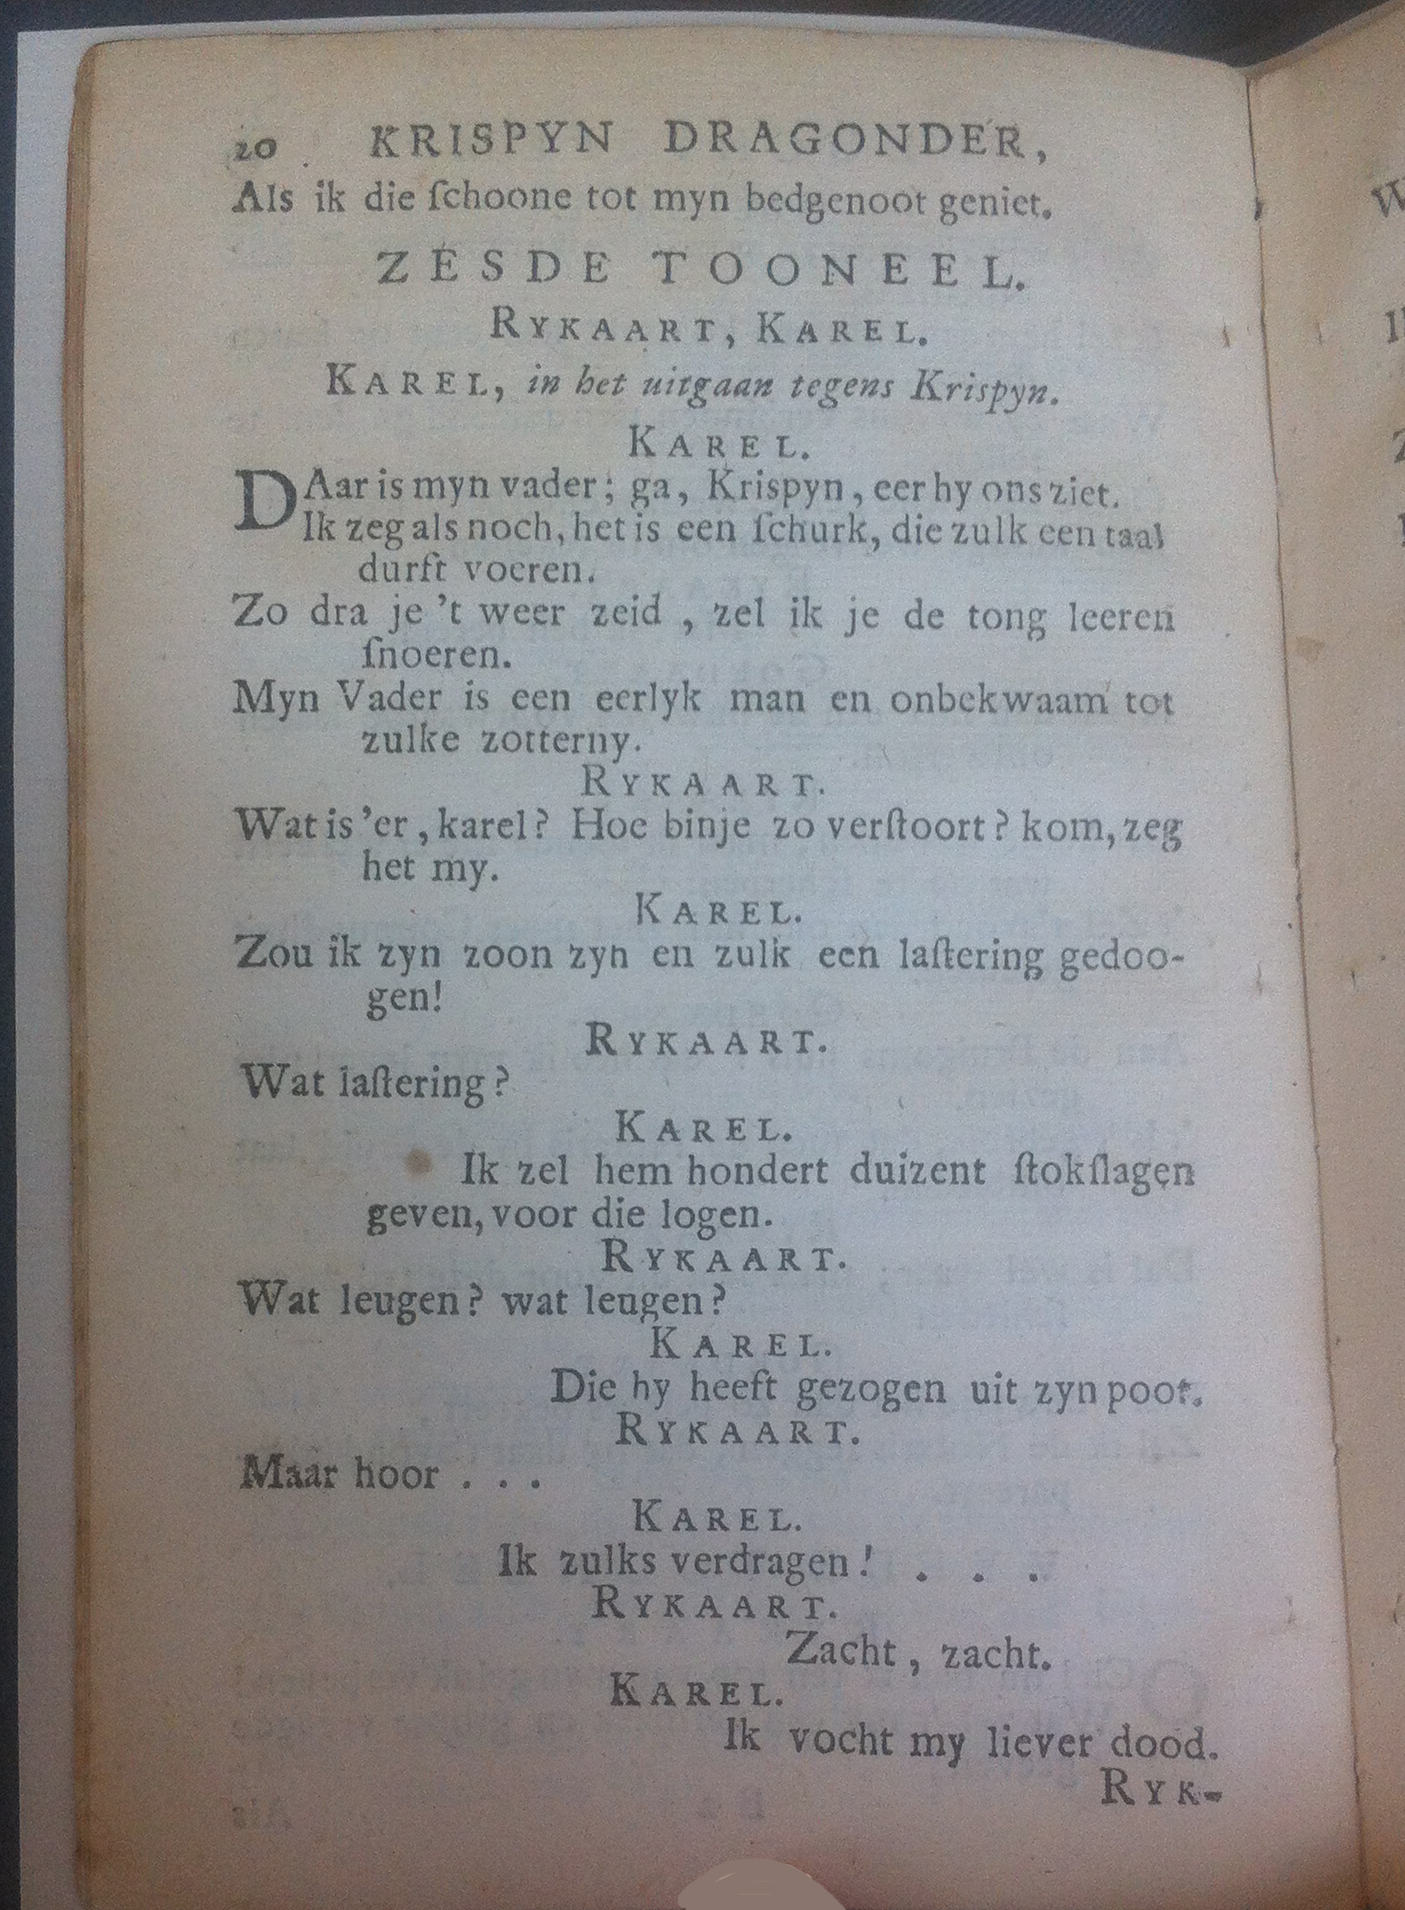 20 KRISPYN DRAGONDER,
Als ik die ſchoone tot myn bedgenoot geniet.
ZESDE TOONEEL.
RYKAART, KAREL.
KAREL, in het uitgaan tegens Krispyn.
KAREL.
DAar is myn vader; ga, Krispyn, eer hy ons ziet.
Ik zeg als noch, het is een ſchurk, die zulk een taal
durft voeren.
Zo dra je 't weer zeid, zel ik je de tong leeren
ſnoeren.
Myn Vader is een eerlyk man en onbekwaam tot
zulke zotterny.
RYKAART.
Wat is 'er, karel? Hoe binje zo verſtoort? kom, zeg
het my.
KAREL.
Zou ik zyn zoon zyn en zulk een laſtering gedoo-
gen!
RYKAART.
Wat laſtering?
KAREL.
Ik zel hem hondert duizent ſtokſlagen
geven, voor die logen.
RYKAART.
Wat leugen? wat leugen?
KAREL.
Die hy heeft gezogen uit zyn poot.
RYKAART.
Maar hoor . . .
KAREL.
Ik zulks verdragen! . . .
RYKAART.
Zacht, zacht.
KAREL.
Ik vocht my liever dood.
RYK-